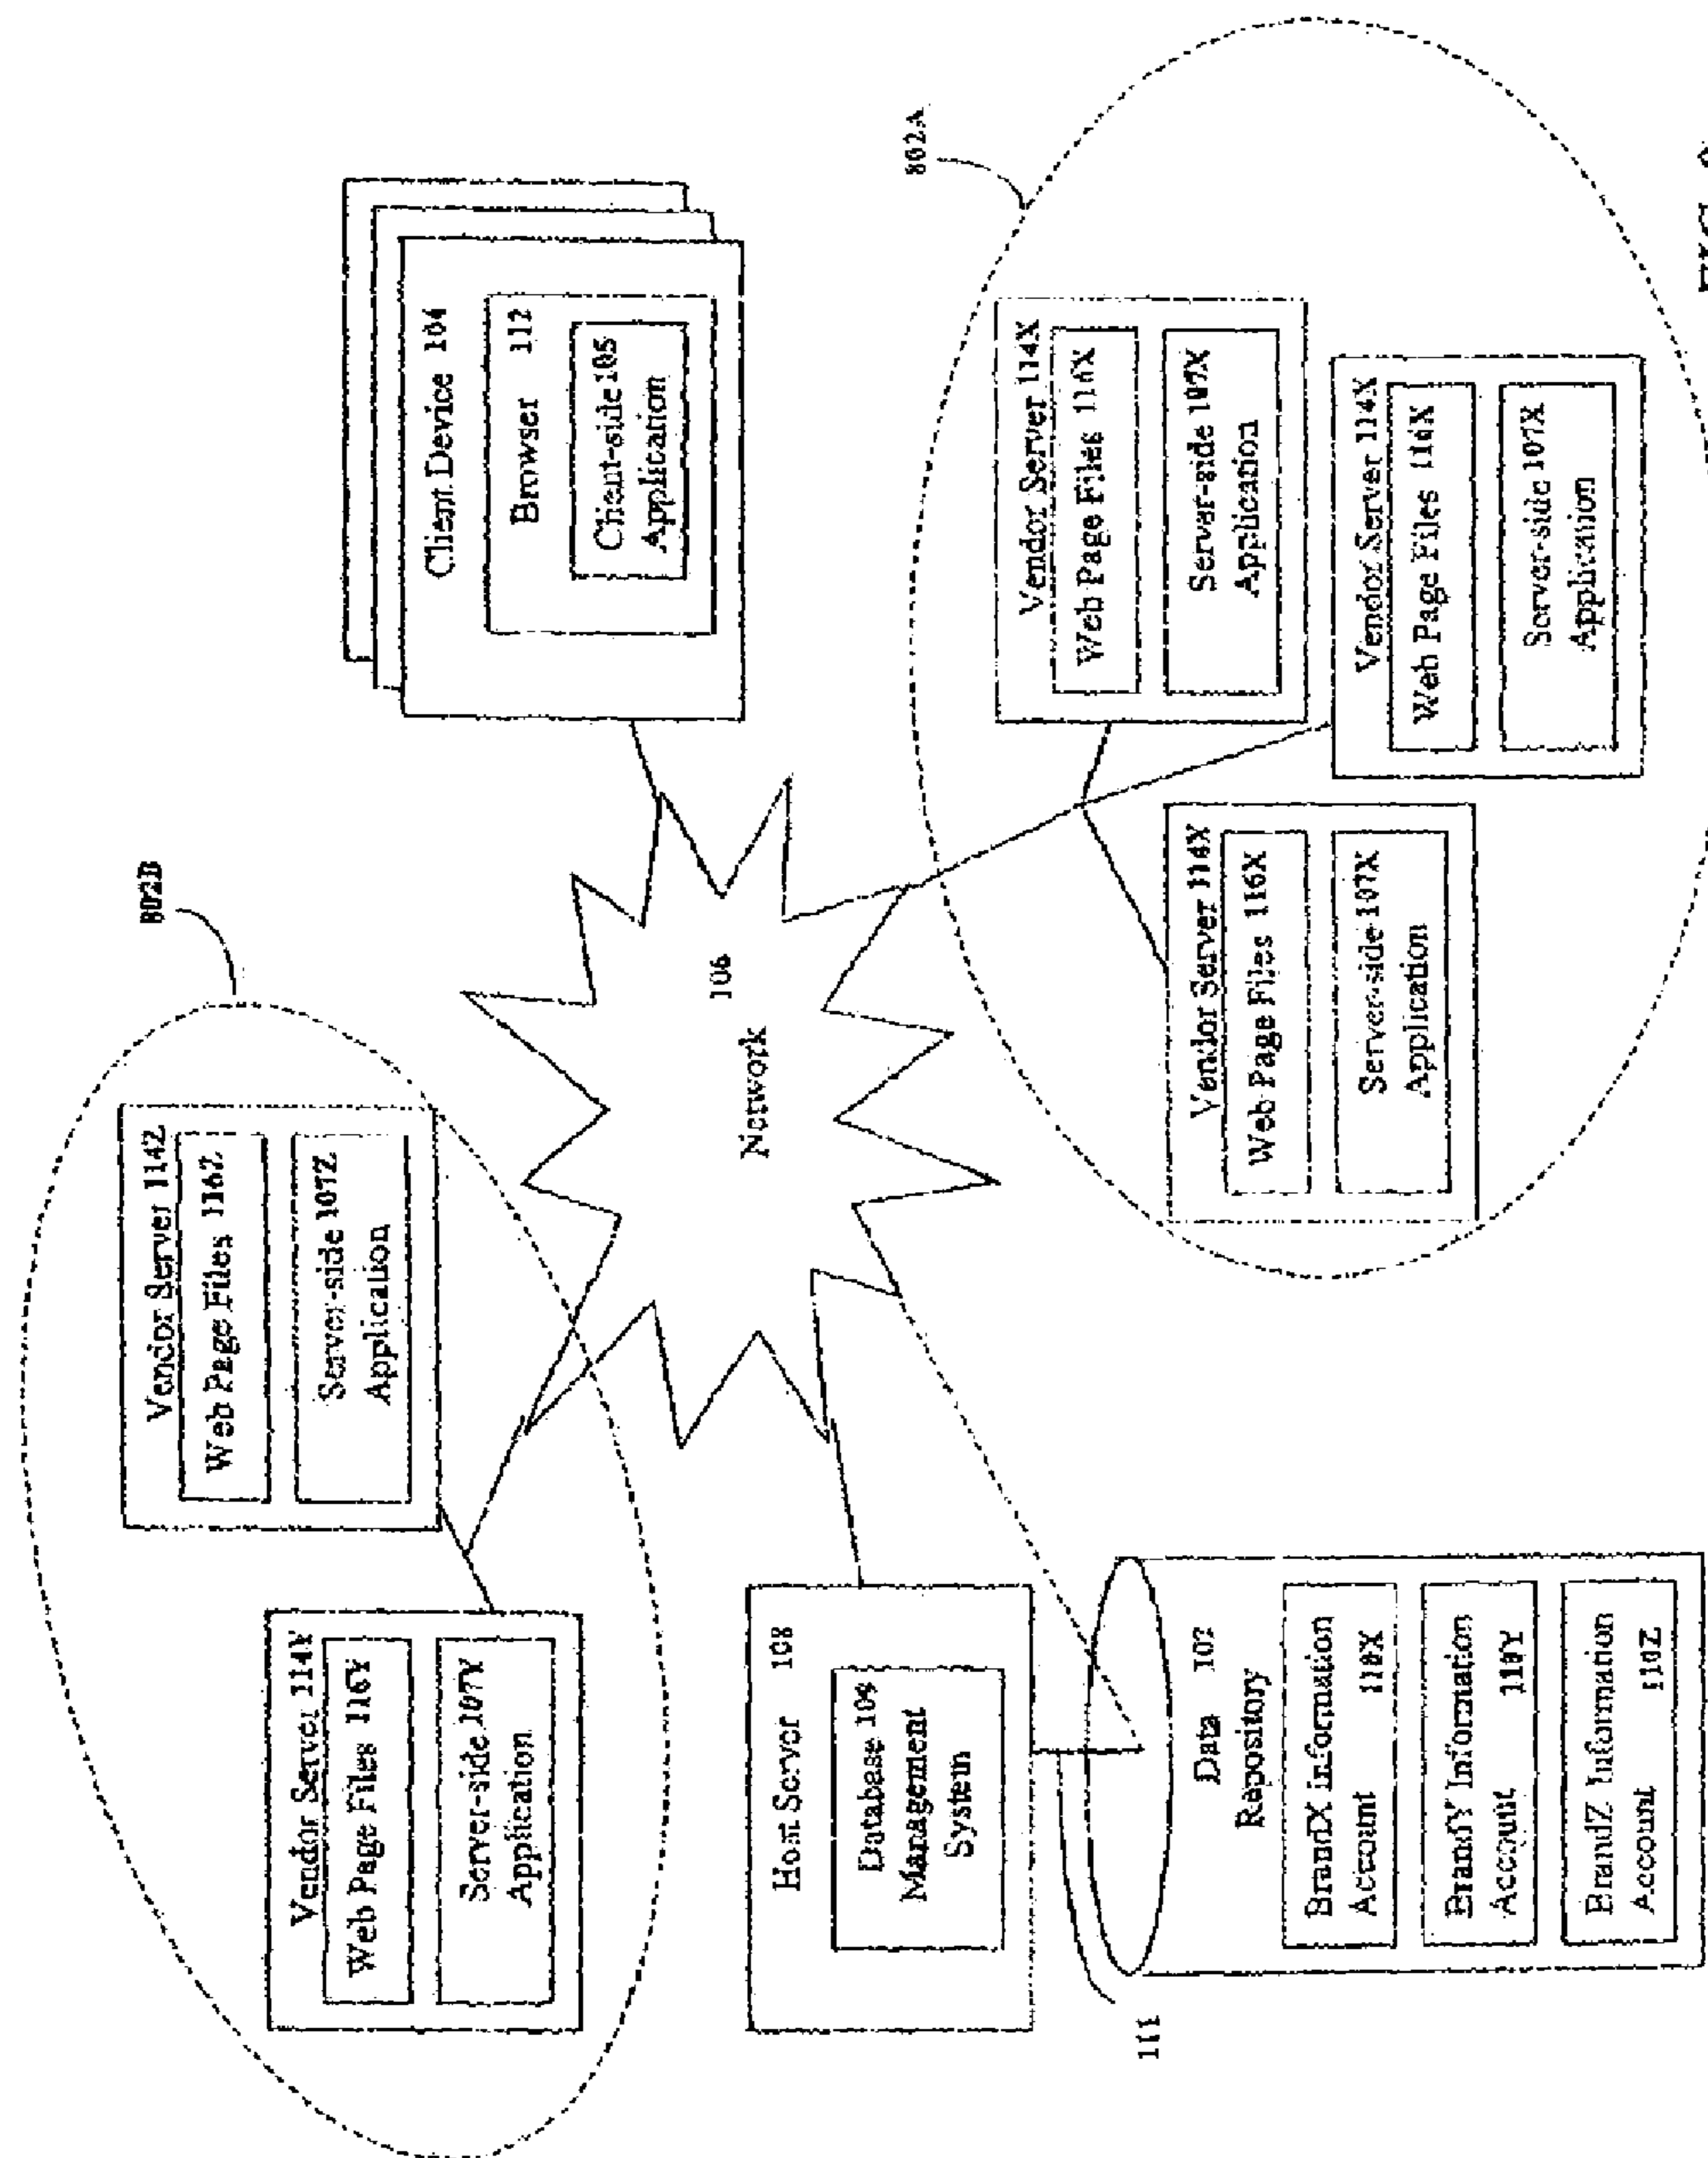 802B
Vendor Server 114Y
Web Page Files 116Y
Server-side 107Y
Application
Vendor Server 114Z
Web Page Files 116Z
Server-side 107Z
Application
Client Device 104
Browser 112
Client-side 105
Application
106
Network
Host Server 108
Database 109
Management
System
111
Data 102
Repository
BrandX Information
Account 110X
BrandY Information
Account 110Y
BrandZ Information
Account 110Z
802A
Vendor Server 114X
Web Page Files 116X
Server-side 107X
Application
Vendor Server 114X
Web Page Files 116X
Server-side 107X
Application
Vendor Server 114X
Web Page Files 116X
Server-side 107X
Application
FIG.